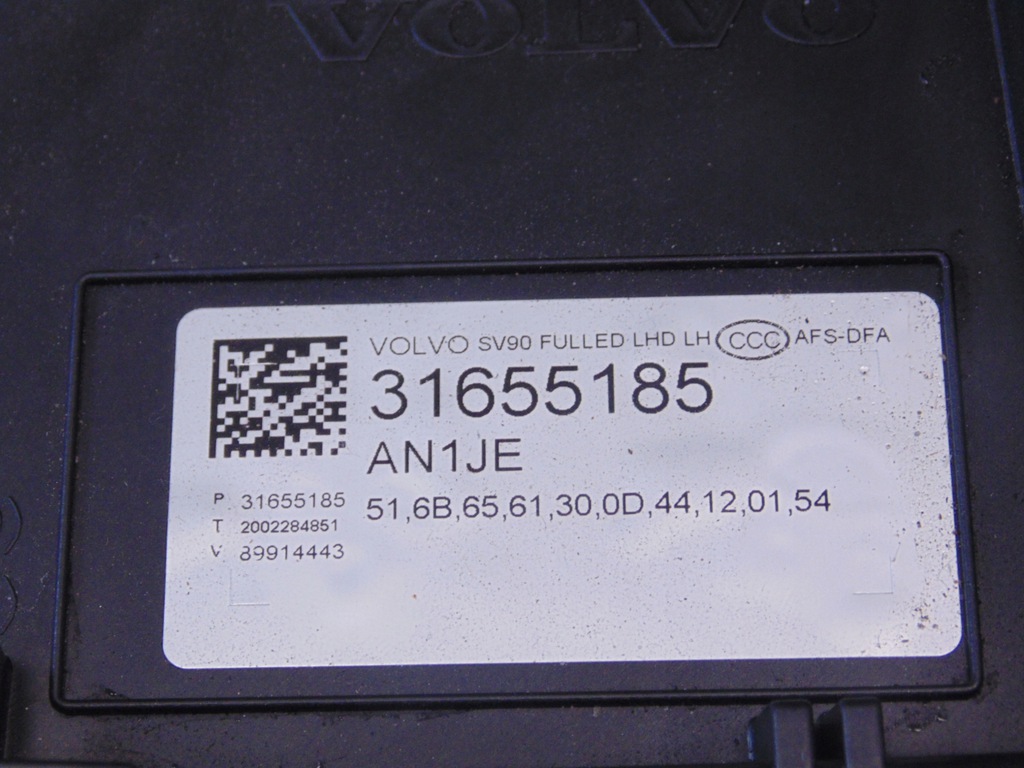 VOLVO
VOLVO SV90 FULLED LHD LH CCC AFS-DFA
31655185
AN1JE
51,6B,65,61,30,0D,44,12,01,54
P 31655185
T 2002284851
V 89914443